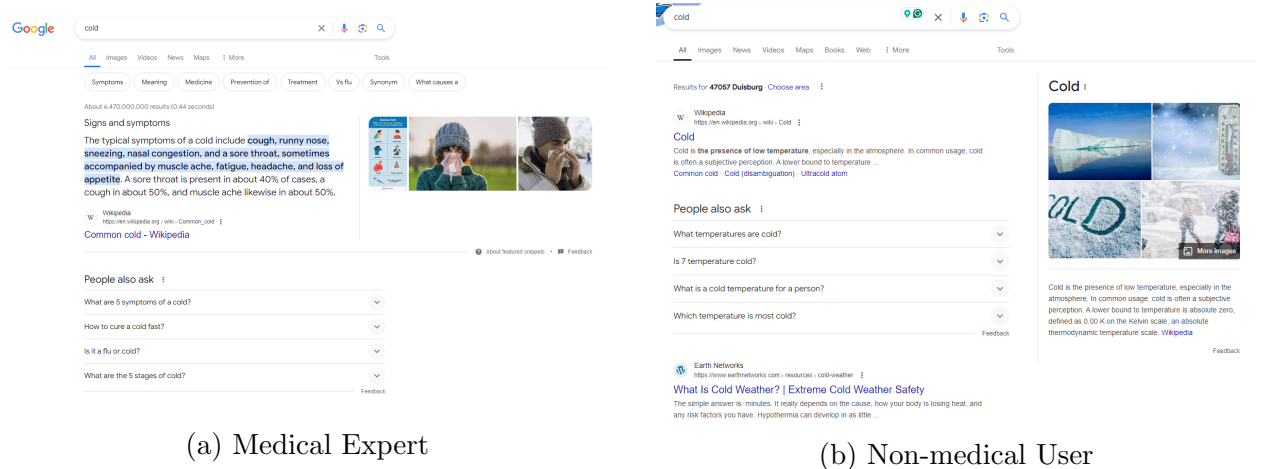 Google
cold
All Images Videos News Maps More Tools
Symptoms Meaning Medicine Prevention of Treatment Vs flu Synonym What causes a
About 6.470.000.000 results (0,44 seconds)
Signs and symptoms
The typical symptoms of a cold include cough, runny nose,
sneezing, nasal congestion, and a sore throat, sometimes
accompanied by muscle ache, fatigue, headache, and loss of
appetite. A sore throat is present in about 40% of cases, a
cough in about 50%, and muscle ache likewise in about 50%.
W Wikipedia
https://en.wikipedia.org › wiki › Common_cold
Common cold - Wikipedia
About featured snippets • Feedback
People also ask
What are 5 symptoms of a cold?
How to cure a cold fast?
Is it a flu or cold?
What are the 5 stages of cold?
Feedback
(a) Medical Expert
cold
All Images News Videos Maps Books Web More Tools
Results for 47057 Duisburg · Choose area
W Wikipedia
https://en.wikipedia.org › wiki › Cold
Cold
Cold is the presence of low temperature, especially in the atmosphere. In common usage, cold
is often a subjective perception. A lower bound to temperature ...
Common cold · Cold (disambiguation) · Ultracold atom
People also ask
What temperatures are cold?
Is 7 temperature cold?
What is a cold temperature for a person?
Which temperature is most cold?
Feedback
Earth Networks
https://www.earthnetworks.com › resources › cold-weather
What Is Cold Weather? | Extreme Cold Weather Safety
The simple answer is: minutes. It really depends on the cause, how your body is losing heat, and
any risk factors you have. Hypothermia can develop in as little ...
Cold
COLD
More images
Cold is the presence of low temperature, especially in the
atmosphere. In common usage, cold is often a subjective
perception. A lower bound to temperature is absolute zero,
defined as 0.00 K on the Kelvin scale, an absolute
thermodynamic temperature scale. Wikipedia
Feedback
(b) Non-medical User